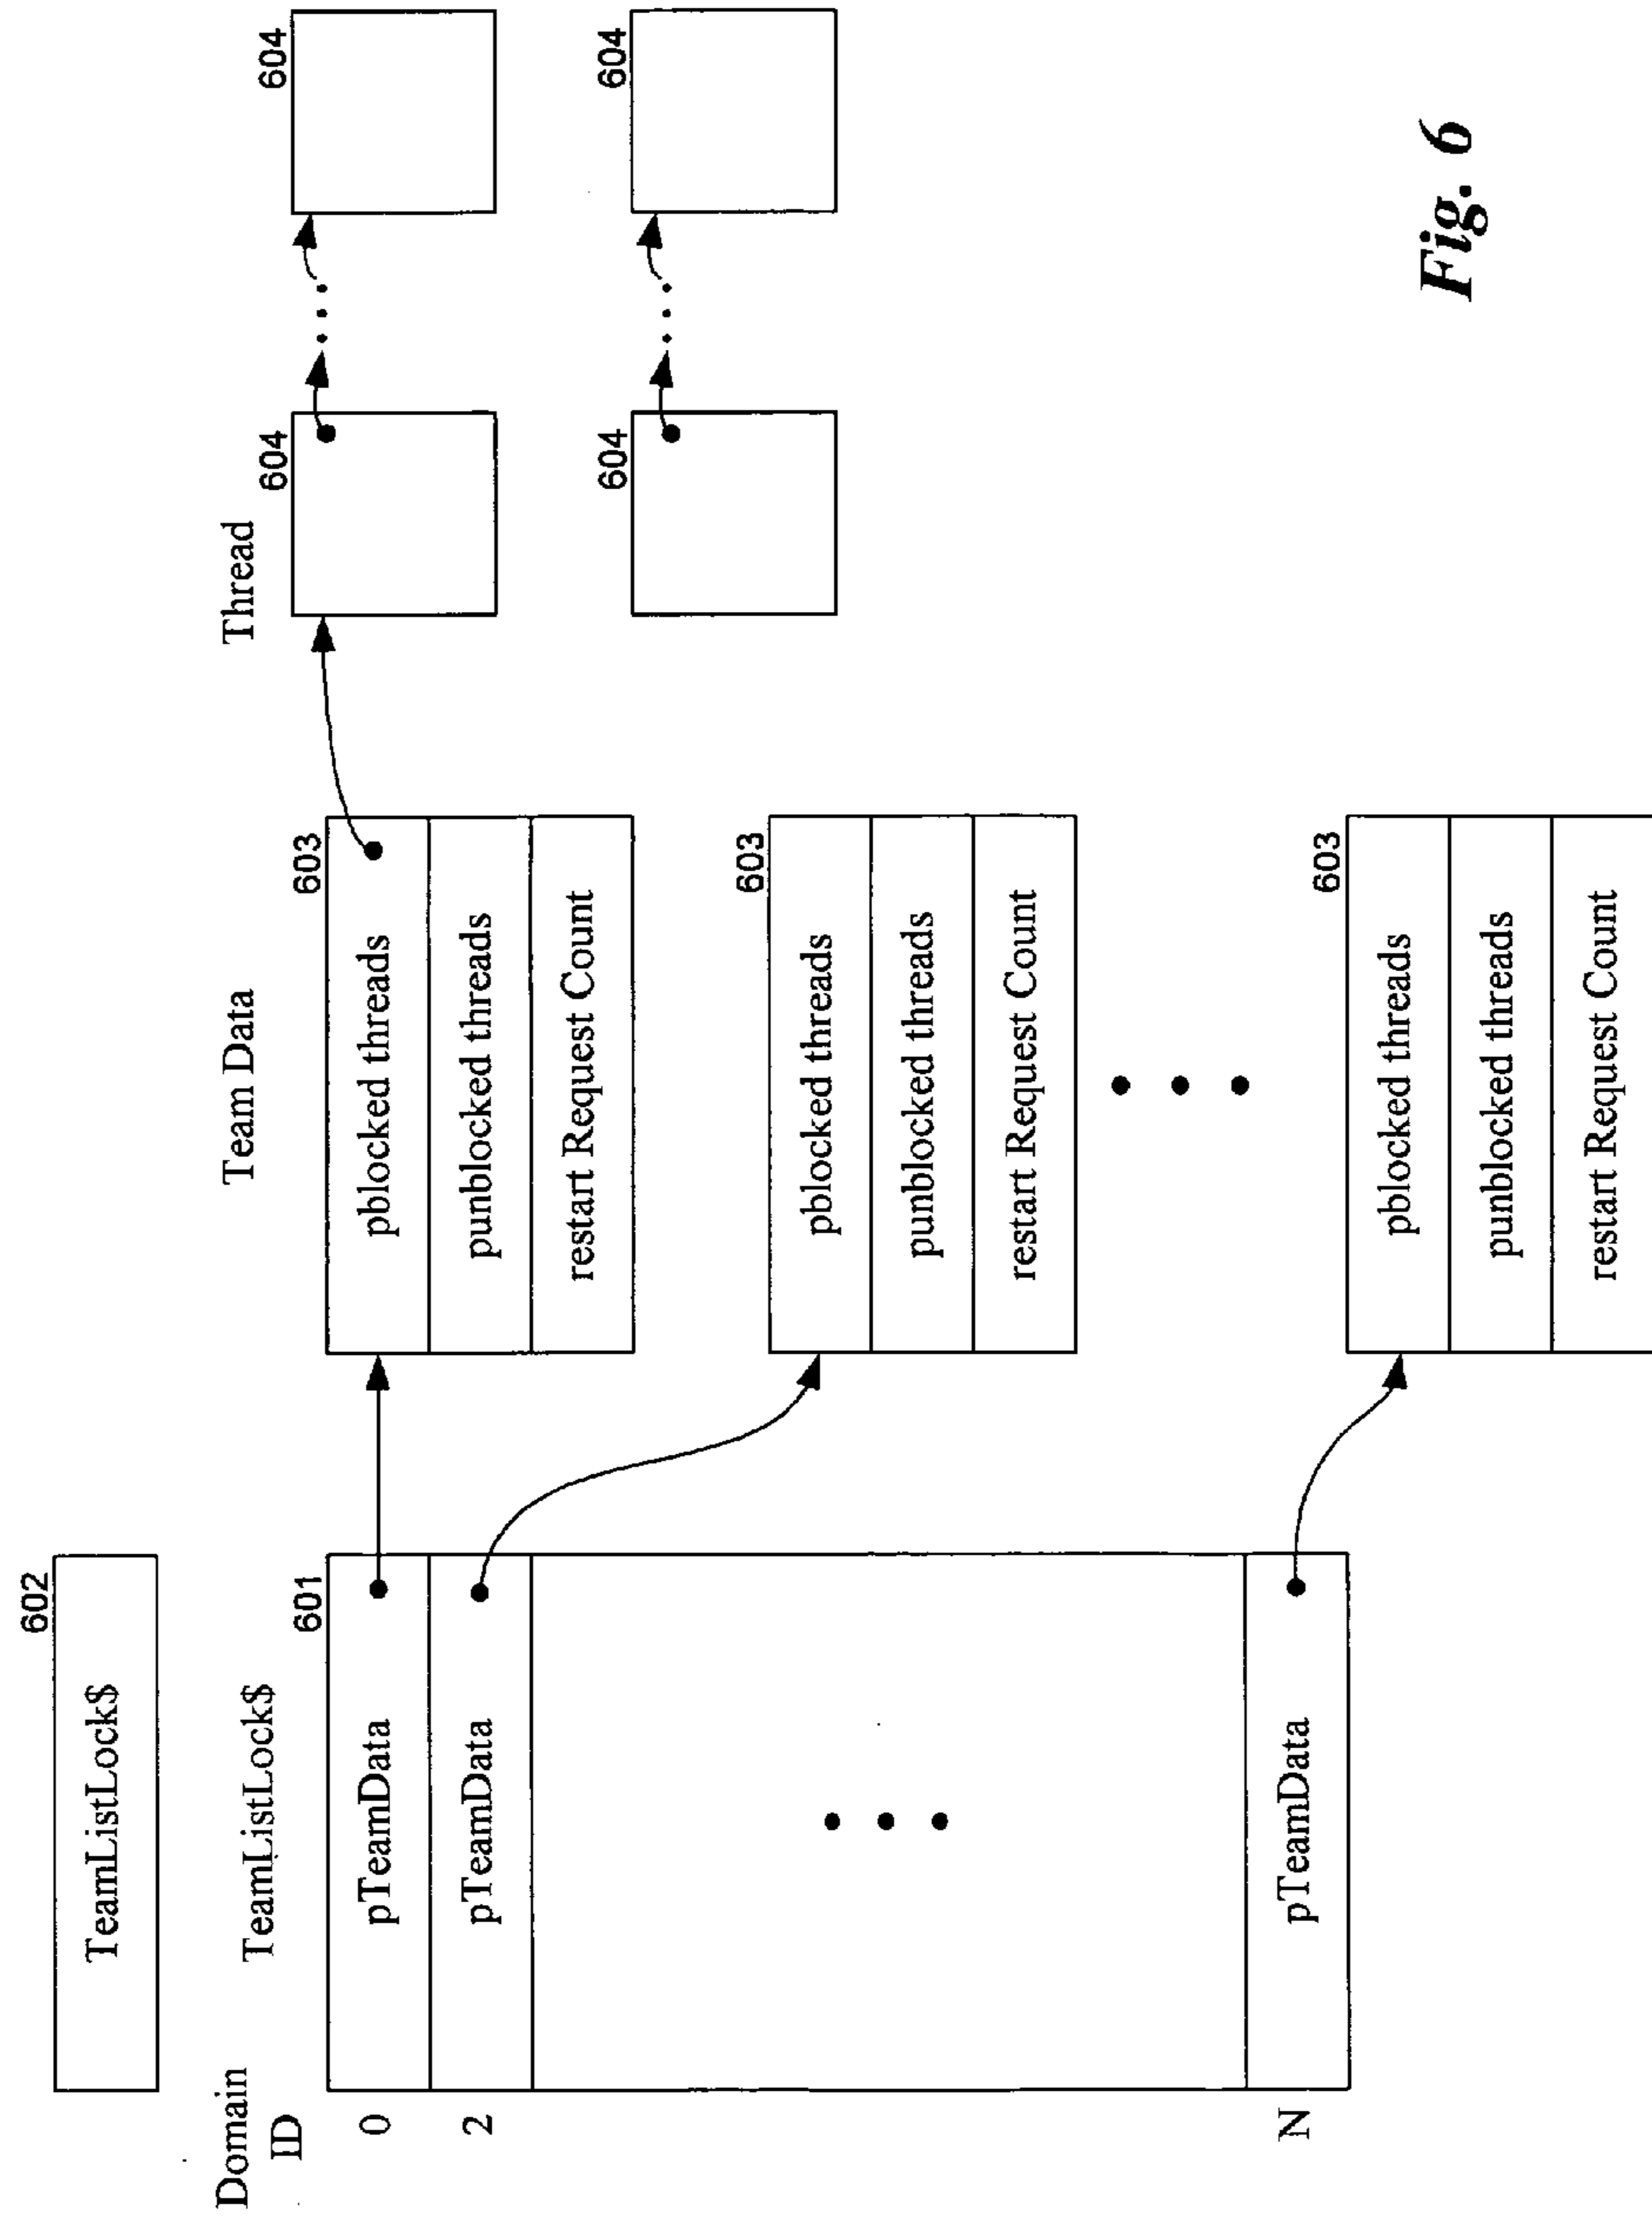 602
TeamListLock$
Domain
ID
TeamListLock$
Team Data
Thread
601
603
604
604
0
pTeamData
pblocked threads
2
pTeamData
punblocked threads
restart Request Count
604
604
603
pblocked threads
punblocked threads
restart Request Count
N
pTeamData
603
pblocked threads
punblocked threads
restart Request Count
Fig. 6